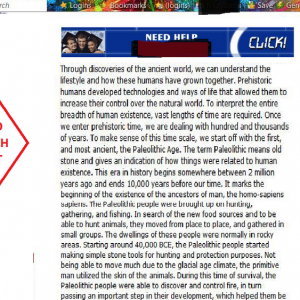 rch
Logins
Bookmarks
(logins
Save
Gene
NEED HELP
CLICK!
Through discoveries of the ancient world, we can understand the
lifestyle and how these humans have grown together. Prehistoric
humans developed technologies and ways of life that allowed them to
increase their control over the natural world. To interpret the entire
breadth of human existence, vast lengths of time are required. Once
we enter prehistoric time, we are dealing with hundred and thousands
of years. To make sense of this time scale, we start off with the first,
and most ancient, the Paleolithic Age. The term Paleolithic means old
stone and gives an indication of how things were related to human
existence. This era in history begins somewhere between 2 million
years ago and ends 10,000 years before our time. It marks the
beginning of the existence of the ancestors of man, the homo-sapiens
sapiens. The Paleolithic people were brought up on hunting,
gathering, and fishing. In search of the new food sources and to be
able to hunt animals, they moved from place to place, and gathered in
small groups. The dwellings of these people were normally in rocky
areas. Starting around 40,000 BCE, the Paleolithic people started
making simple stone tools for hunting and protection purposes. Not
being able to move much due to the glacial age climate, the primitive
man utilized the skin of the animals. During this time of survival, the
Paleolithic people were able to discover and control fire, in turn
passing an important step in their development, which helped them be